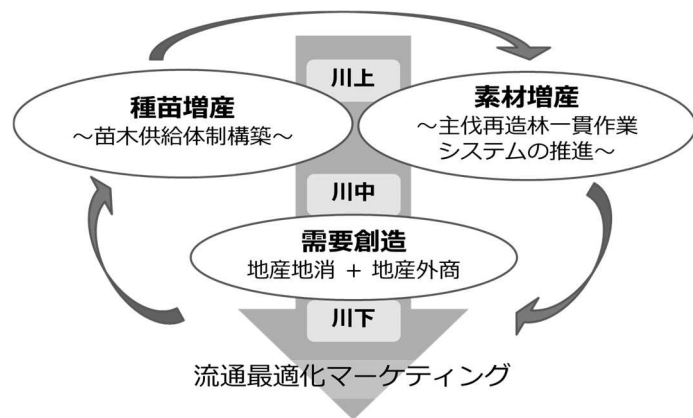 川上
種苗増産
～苗木供給体制構築～
素材増産
～主伐再造林一貫作業
システムの推進～
川中
需要創造
地産地消 + 地産外商
川下
流通最適化マーケティング